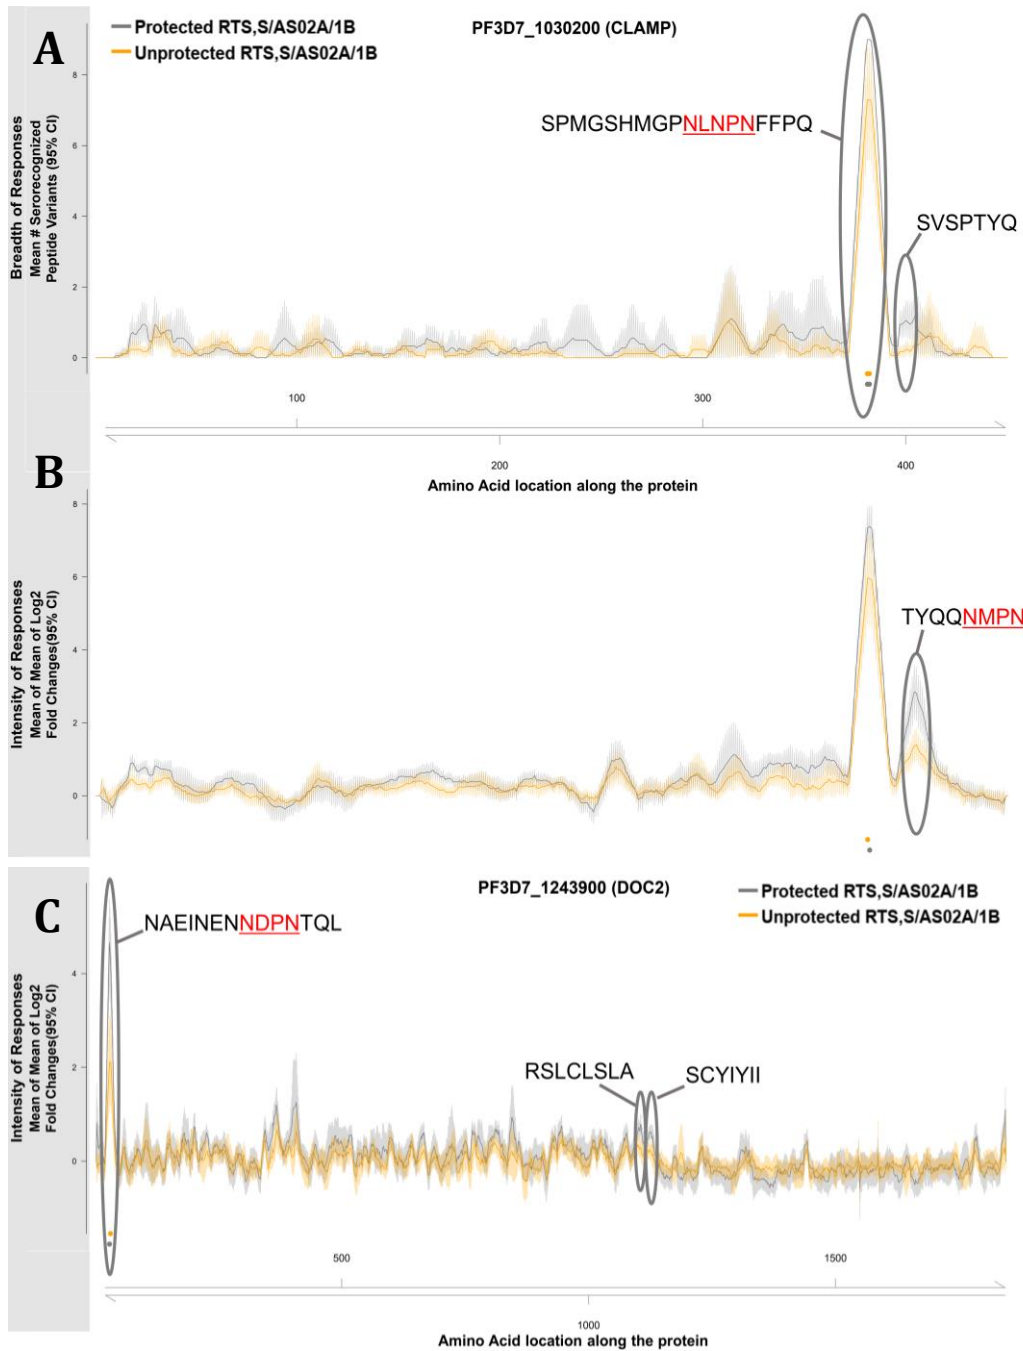 A
Protected RTS,S/AS02A/1B
Unprotected RTS,S/AS02A/1B
PF3D7_1030200 (CLAMP)
Breadth of Responses
Mean # Serorecognized
Peptide Variants (95% CI)
8
6
4
2
0
SPMGSHMGPNLNPNFFPQ
SVSPTYQ
100
300
200
400
Amino Acid location along the protein
B
Intensity of Responses
Mean of Mean of Log2
Fold Changes(95% CI)
8
6
4
2
0
TYQQNMPN
C
PF3D7_1243900 (DOC2)
Protected RTS,S/AS02A/1B
Unprotected RTS,S/AS02A/1B
Intensity of Responses
Mean of Mean of Log2
Fold Changes(95% CI)
4
2
0
NAEINENNDPNTQL
RSLCLSLA
SCYIYII
500
1500
1000
Amino Acid location along the protein